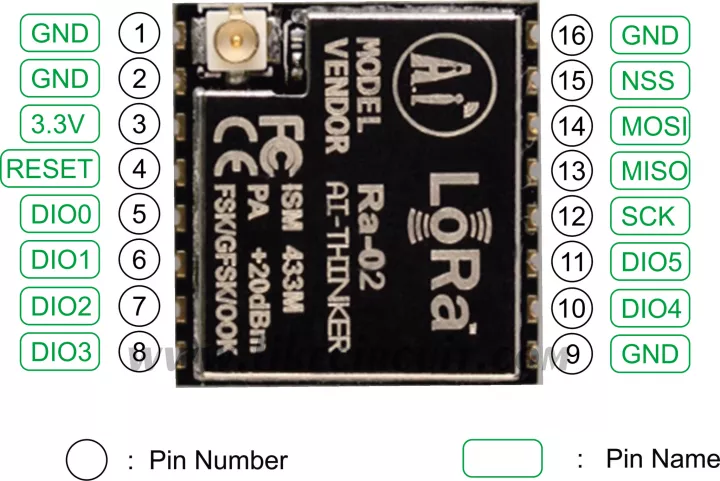 GND 1
GND 2
3.3V 3
RESET 4
DIO0 5
DIO1 6
DIO2 7
DIO3 8
16 GND
15 NSS
14 MOSI
13 MISO
12 SCK
11 DIO5
10 DIO4
9 GND
Ai
LoRa
MODEL Ra-02
VENDOR AI-THINKER
FC ISM 433M
PA +20dBm
CE FSK/GFSK/OOK
: Pin Number
: Pin Name